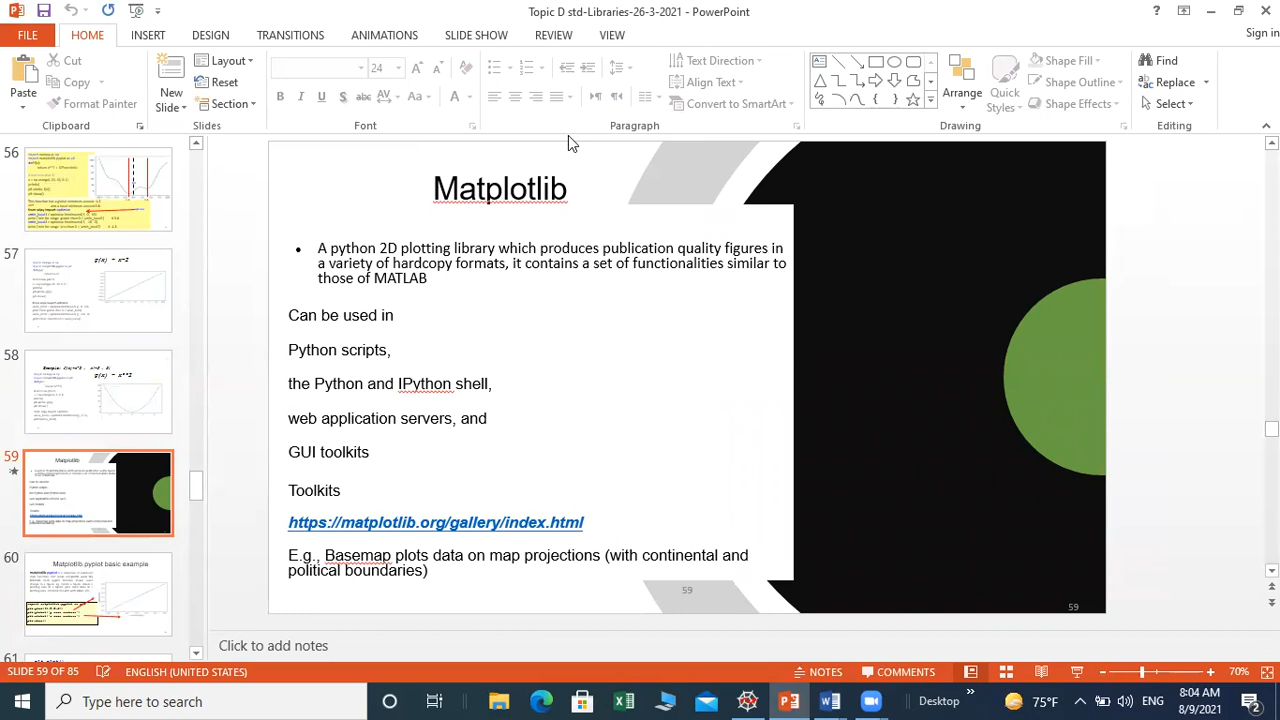 Topic D std-Libraries-26-3-2021 - PowerPoint
FILE HOME INSERT DESIGN TRANSITIONS ANIMATIONS SLIDE SHOW REVIEW VIEW Sign in
Paste
Cut
Copy
Format Painter
Clipboard
New Slide
Layout
Reset
Section
Slides
24
Font
Text Direction
Align Text
Convert to SmartArt
Paragraph
Arrange
Quick Styles
Shape Fill
Shape Outline
Shape Effects
Drawing
Find
Replace
Select
Editing
56
57
58
59
Matplotlib
60
Matplotlib pyplot basic example
61
Matplotlib
• A python 2D plotting library which produces publication quality figures in
variety of hardcopy formats, it contains a set of functionalities similar to
those of MATLAB
Can be used in
Python scripts,
the Python and iPython shell,
web application servers, and
GUI toolkits
Toolkits
https://matplotlib.org/gallery/index.html
E.g., Basemap plots data on map projections (with continental and
political boundaries)
59
59
Click to add notes
SLIDE 59 OF 85 ENGLISH (UNITED STATES) NOTES COMMENTS 70%
Type here to search
Desktop
75°F
8:04 AM
8/9/2021
2